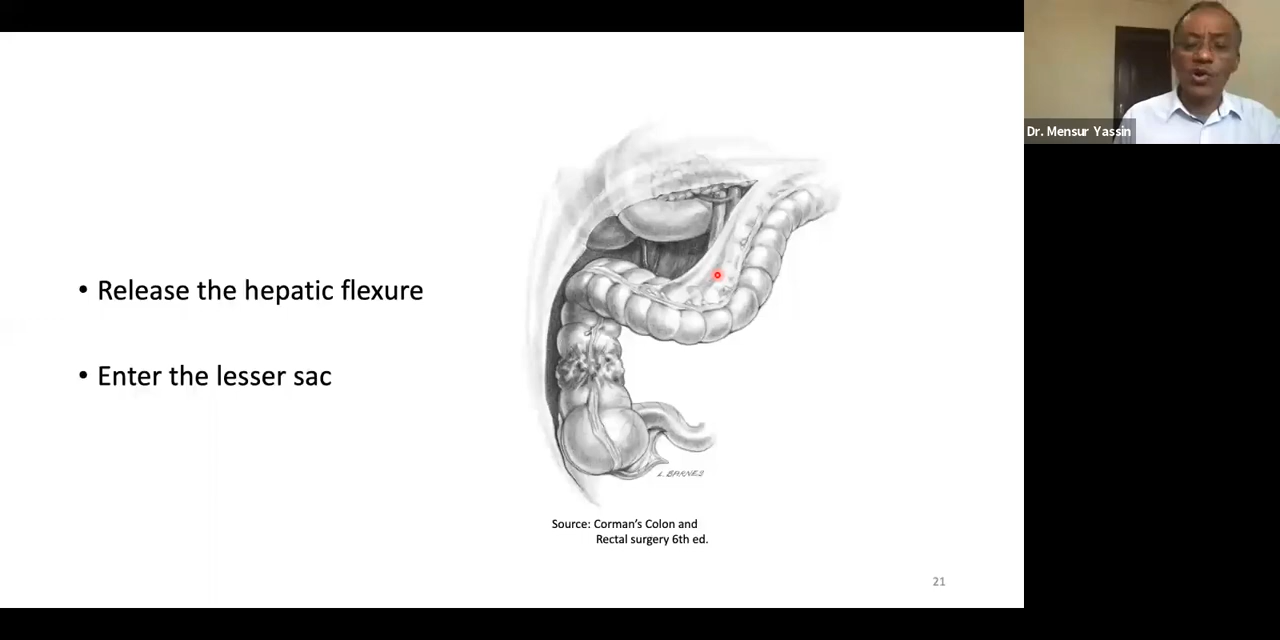 Dr. Mensur Yassin
• Release the hepatic flexure
• Enter the lesser sac
L. BARNES
Source: Corman's Colon and
Rectal surgery 6th ed.
21